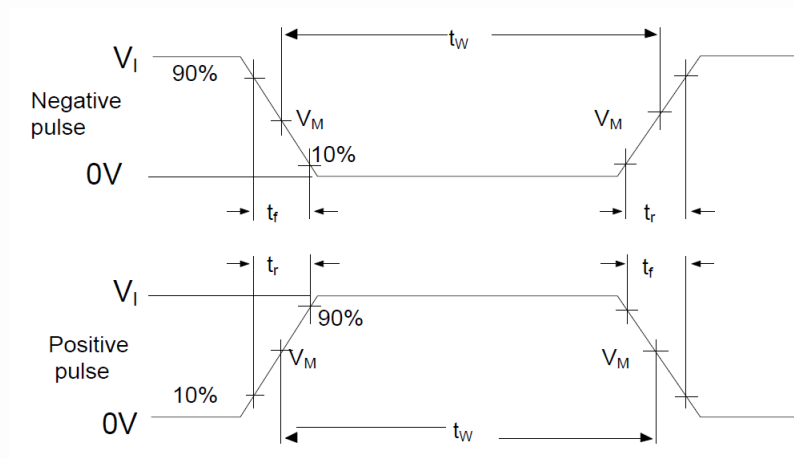 V_I
t_W
90%
Negative
pulse
V_M
V_M
10%
0V
t_f
t_r
t_r
t_f
V_I
90%
Positive
pulse
V_M
V_M
10%
0V
t_W